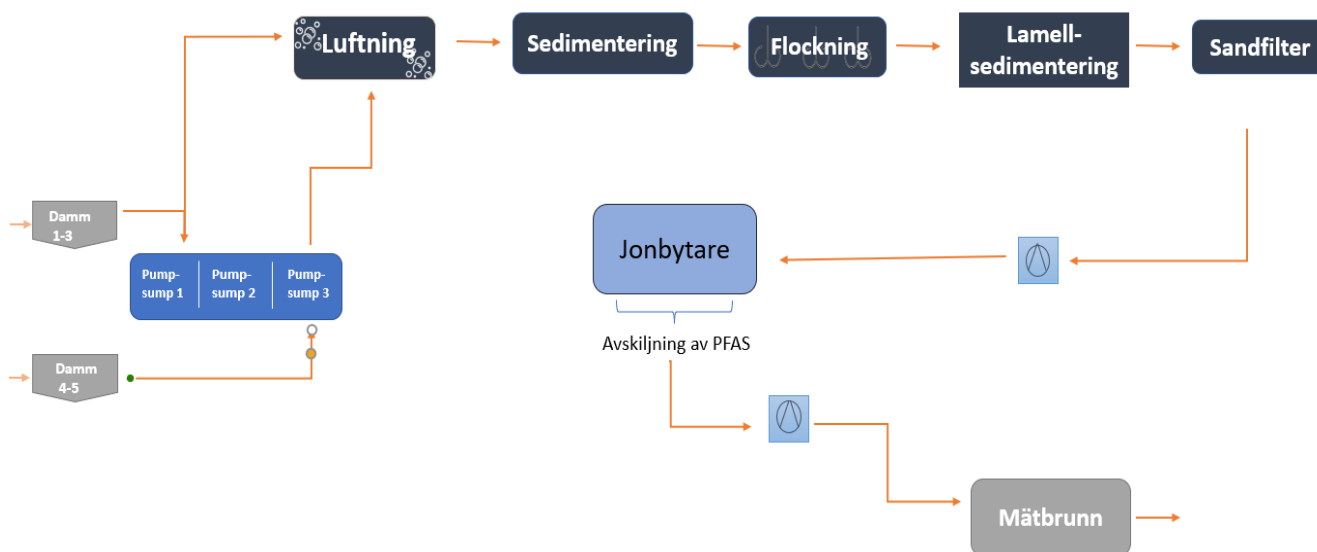 Luftning
Sedimentering
Flockning
Lamell-
sedimentering
Sandfilter
Damm
1-3
Pump-
sump 1
Pump-
sump 2
Pump-
sump 3
Jonbytare
Avskiljning av PFAS
Damm
4-5
Mätbrunn